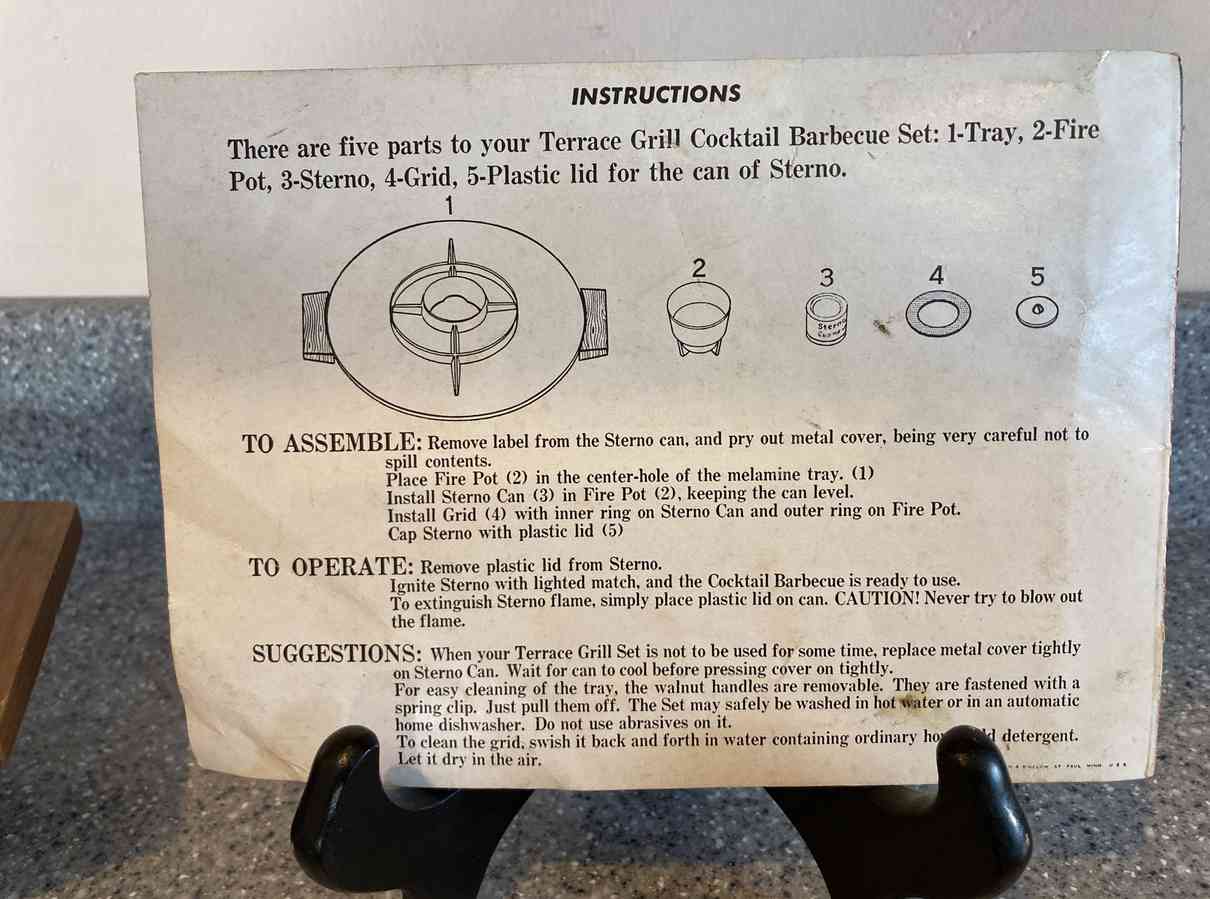 INSTRUCTIONS
There are five parts to your Terrace Grill Cocktail Barbecue Set: 1-Tray, 2-Fire
Pot, 3-Sterno, 4-Grid, 5-Plastic lid for the can of Sterno.
1
2
3
4
5
Sterno
TO ASSEMBLE: Remove label from the Sterno can, and pry out metal cover, being very careful not to
spill contents.
Place Fire Pot (2) in the center-hole of the melamine tray. (1)
Install Sterno Can (3) in Fire Pot (2), keeping the can level.
Install Grid (4) with inner ring on Sterno Can and outer ring on Fire Pot.
Cap Sterno with plastic lid (5)
TO OPERATE: Remove plastic lid from Sterno.
Ignite Sterno with lighted match, and the Cocktail Barbecue is ready to use.
To extinguish Sterno flame, simply place plastic lid on can. CAUTION! Never try to blow out
the flame.
SUGGESTIONS: When your Terrace Grill Set is not to be used for some time, replace metal cover tightly
on Sterno Can. Wait for can to cool before pressing cover on tightly.
For easy cleaning of the tray, the walnut handles are removable. They are fastened with a
spring clip. Just pull them off. The Set may safely be washed in hot water or in an automatic
home dishwasher. Do not use abrasives on it.
To clean the grid, swish it back and forth in water containing ordinary detergent.
Let it dry in the air.
ST. PAUL MINN U S A